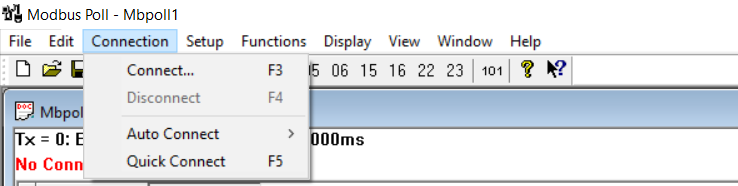 Modbus Poll - Mbpoll1
File Edit Connection Setup Functions Display View Window Help
Connect... F3
05 06 15 16 22 23 101
Disconnect F4
DOC Mbpol
Auto Connect >
Tx = 0: E 000ms
Quick Connect F5
No Conn